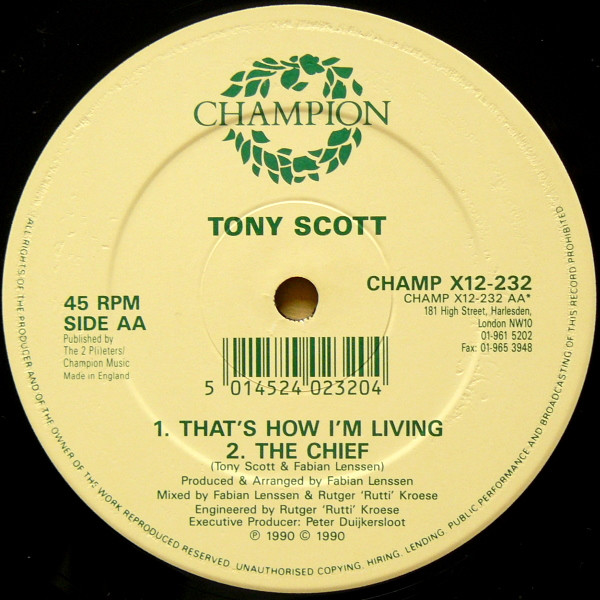 CHAMPION
TONY SCOTT
45 RPM
SIDE AA
Published by
The 2 Pi(i)eters/
Champion Music
Made in England
CHAMP X12-232
CHAMP X12-232 AA*
181 High Street, Harlesden,
London NW10
01-961 5202
Fax: 01-965 3948
5 014524 023204
1. THAT'S HOW I'M LIVING
2. THE CHIEF
(Tony Scott & Fabian Lenssen)
Produced & Arranged by Fabian Lenssen
Mixed by Fabian Lenssen & Rutger 'Rutti' Kroese
Engineered by Rutger 'Rutti' Kroese
Executive Producer: Peter Duijkersloot
℗ 1990 © 1990
ALL RIGHTS OF THE PRODUCER AND OF THE OWNER OF THE WORK REPRODUCED RESERVED. UNAUTHORISED COPYING, HIRING, LENDING, PUBLIC PERFORMANCE AND BROADCASTING OF THIS RECORD PROHIBITED